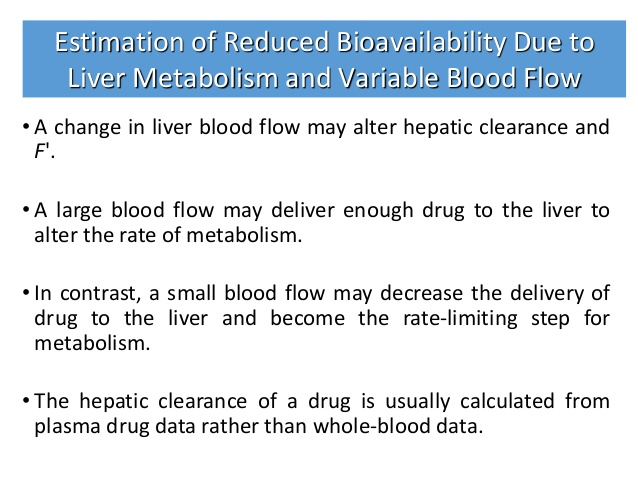 Estimation of Reduced Bioavailability Due to
Liver Metabolism and Variable Blood Flow
• A change in liver blood flow may alter hepatic clearance and
F'.
• A large blood flow may deliver enough drug to the liver to
alter the rate of metabolism.
• In contrast, a small blood flow may decrease the delivery of
drug to the liver and become the rate-limiting step for
metabolism.
• The hepatic clearance of a drug is usually calculated from
plasma drug data rather than whole-blood data.